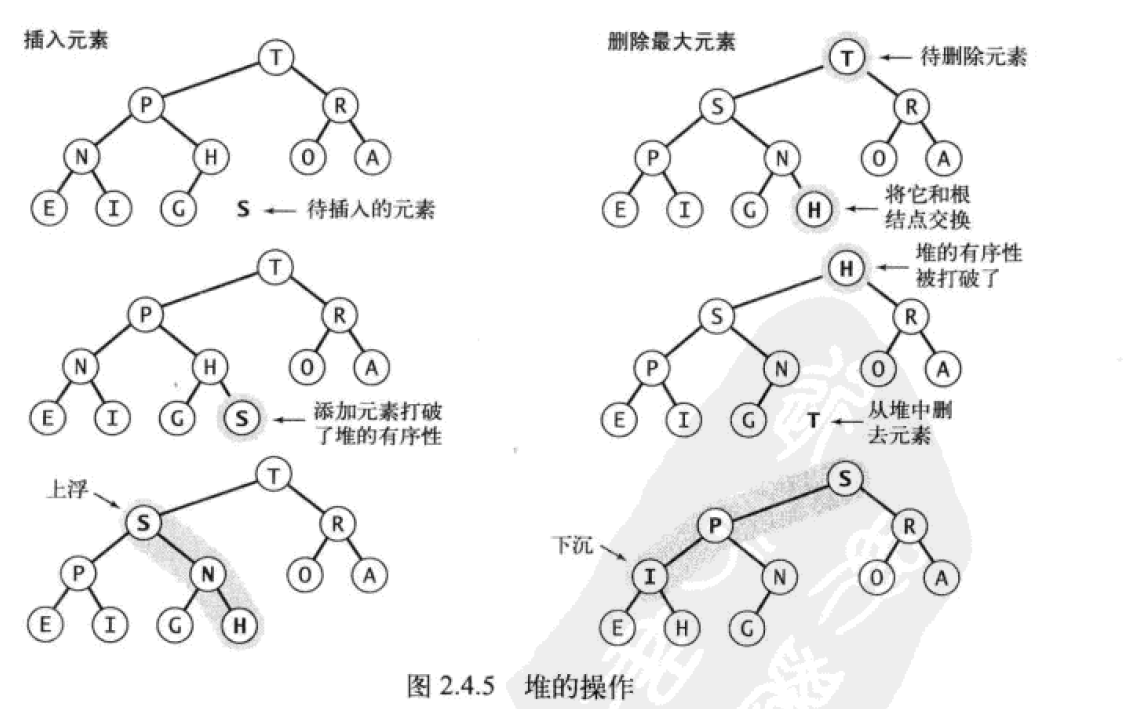 插入元素
T
P R
N H O A
E I G S 待插入的元素
T
P R
N H O A
E I G S 添加元素打破
了堆的有序性
上浮
T
S R
P N O A
E I G H
删除最大元素
T 待删除元素
S R
P N O A
E I G H 将它和根
结点交换
H 堆的有序性
被打破了
S R
P N O A
E I G T 从堆中删
去元素
S
P R
下沉
I N O A
E H G
图 2.4.5 堆的操作